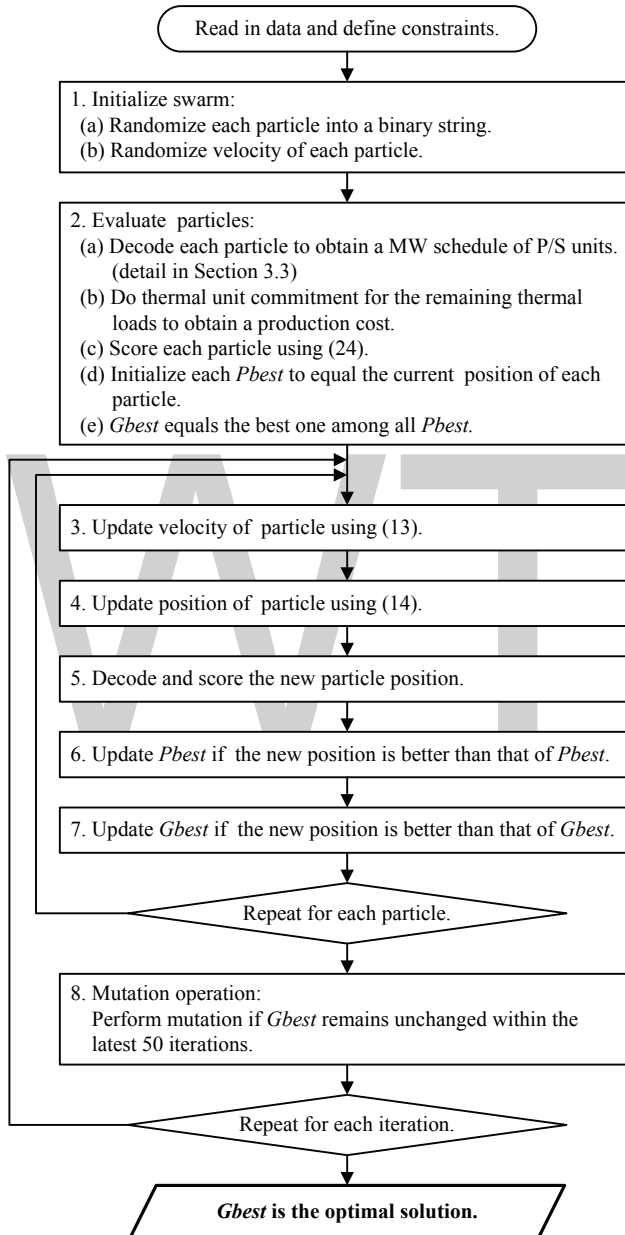 Read in data and define constraints.
1. Initialize swarm:
(a) Randomize each particle into a binary string.
(b) Randomize velocity of each particle.
2. Evaluate particles:
(a) Decode each particle to obtain a MW schedule of P/S units.
(detail in Section 3.3)
(b) Do thermal unit commitment for the remaining thermal
loads to obtain a production cost.
(c) Score each particle using (24).
(d) Initialize each Pbest to equal the current position of each
particle.
(e) Gbest equals the best one among all Pbest.
WT
3. Update velocity of particle using (13).
4. Update position of particle using (14).
5. Decode and score the new particle position.
6. Update Pbest if the new position is better than that of Pbest.
7. Update Gbest if the new position is better than that of Gbest.
Repeat for each particle.
8. Mutation operation:
Perform mutation if Gbest remains unchanged within the
latest 50 iterations.
Repeat for each iteration.
Gbest is the optimal solution.